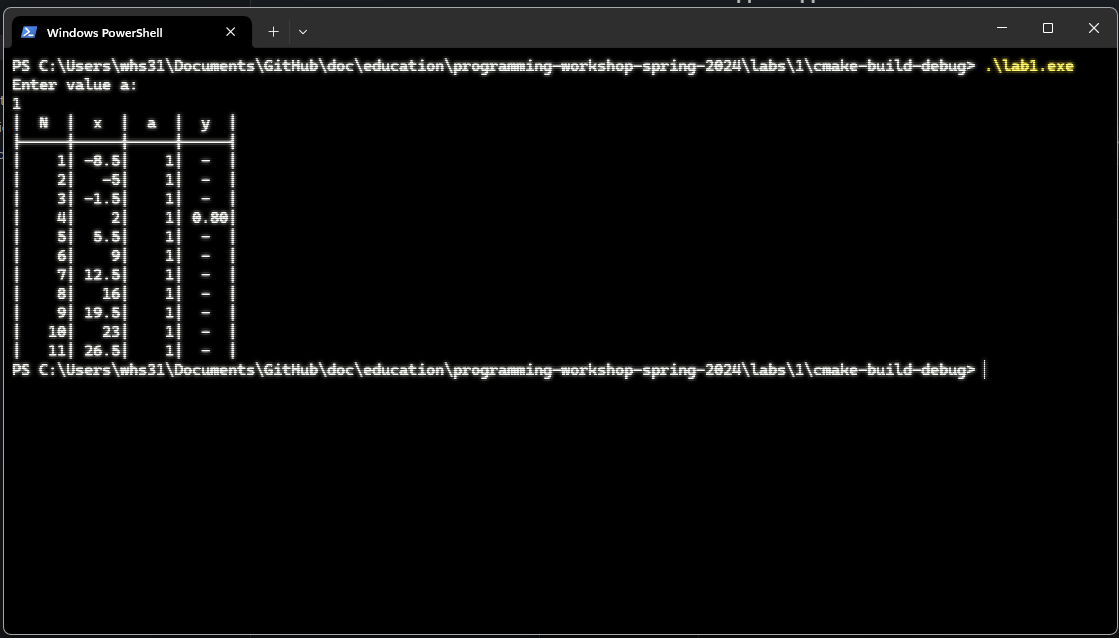 Windows PowerShell
PS C:\Users\whs31\Documents\GitHub\doc\education\programming-workshop-spring-2024\labs\1\cmake-build-debug> .\lab1.exe
Enter value a:
1
|  №  |  x  |  a  |  y  |
|    1| -8.5|    1|  -  |
|    2|   -5|    1|  -  |
|    3| -1.5|    1|  -  |
|    4|    2|    1| 0.80|
|    5|  5.5|    1|  -  |
|    6|    9|    1|  -  |
|    7| 12.5|    1|  -  |
|    8|   16|    1|  -  |
|    9| 19.5|    1|  -  |
|   10|   23|    1|  -  |
|   11| 26.5|    1|  -  |
PS C:\Users\whs31\Documents\GitHub\doc\education\programming-workshop-spring-2024\labs\1\cmake-build-debug>